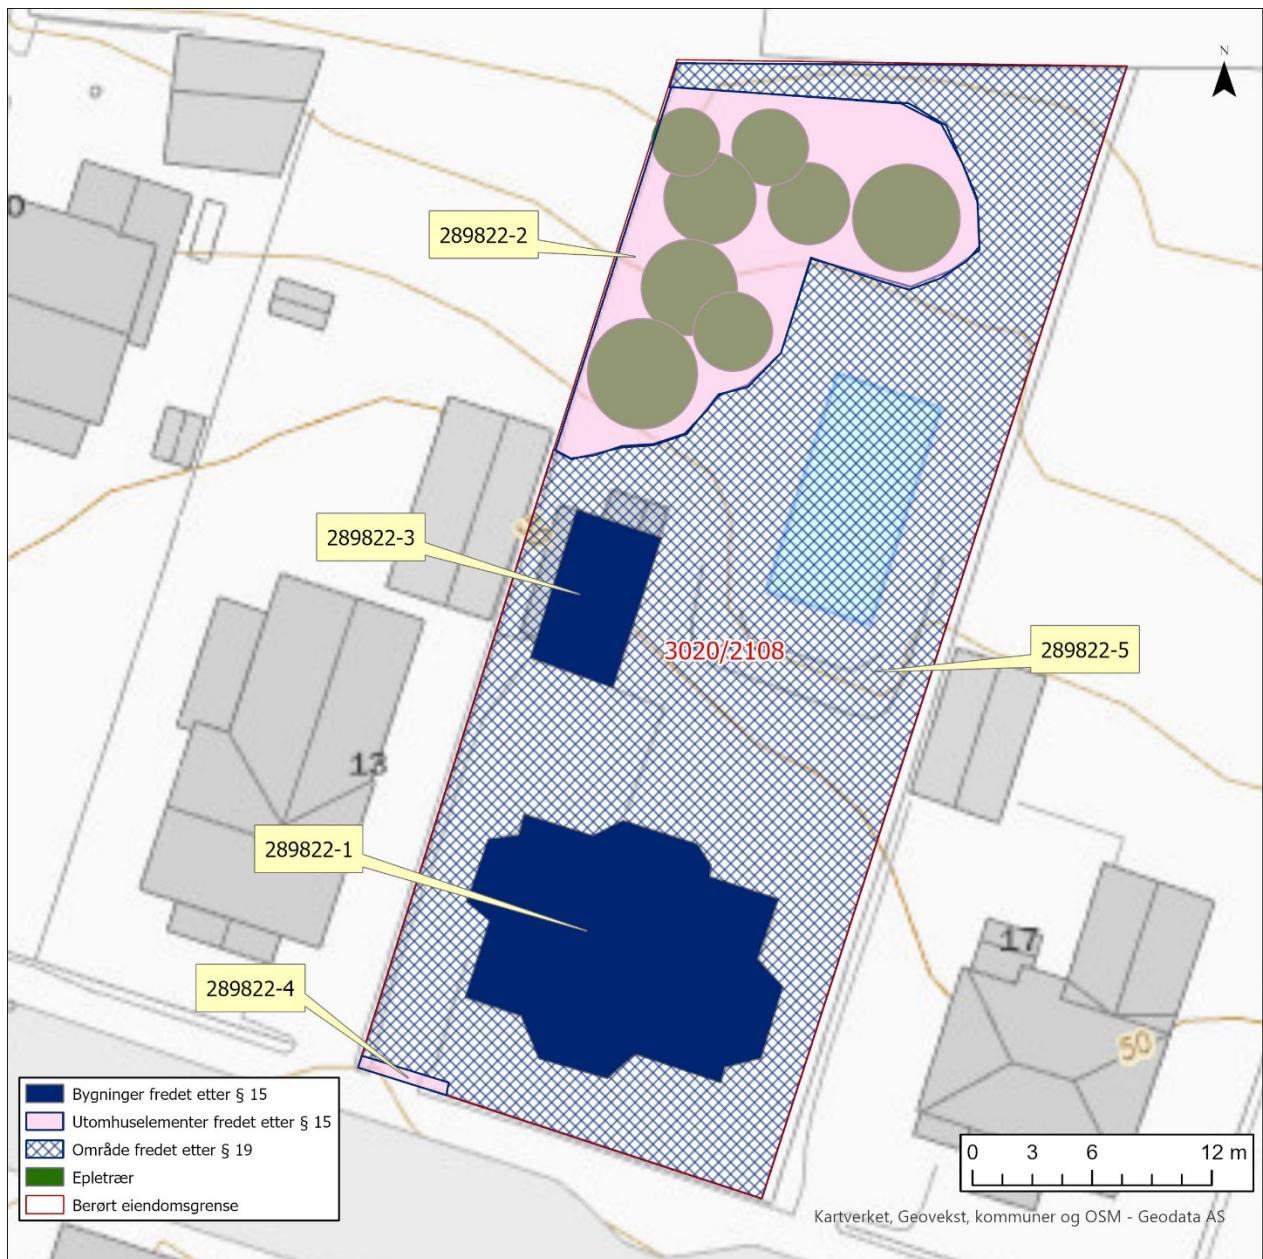 N
0
289822-2
289822-3
3020/2108
289822-5
13
289822-1
17
289822-4
50
Bygninger fredet etter § 15
Utomhuselementer fredet etter § 15
Område fredet etter § 19
Epletrær
Berørt eiendomsgrense
0 3 6 12 m
Kartverket, Geovekst, kommuner og OSM - Geodata AS